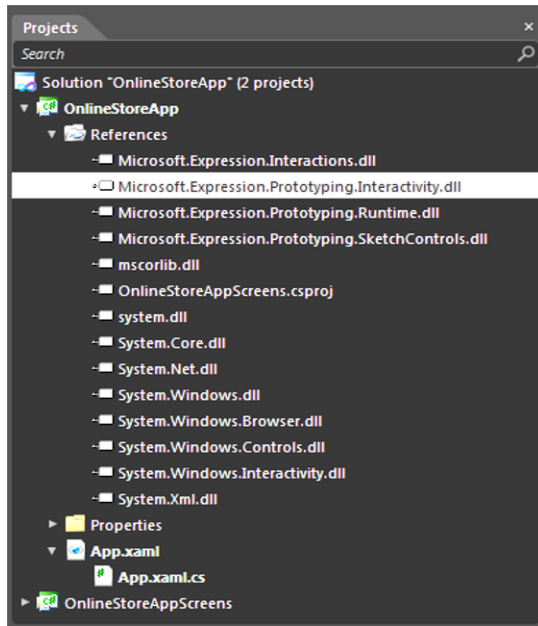 Projects
Search
Solution "OnlineStoreApp" (2 projects)
OnlineStoreApp
References
Microsoft.Expression.Interactions.dll
Microsoft.Expression.Prototyping.Interactivity.dll
Microsoft.Expression.Prototyping.Runtime.dll
Microsoft.Expression.Prototyping.SketchControls.dll
mscorlib.dll
OnlineStoreAppScreens.csproj
system.dll
System.Core.dll
System.Net.dll
System.Windows.dll
System.Windows.Browser.dll
System.Windows.Controls.dll
System.Windows.Interactivity.dll
System.Xml.dll
Properties
App.xaml
App.xaml.cs
OnlineStoreAppScreens